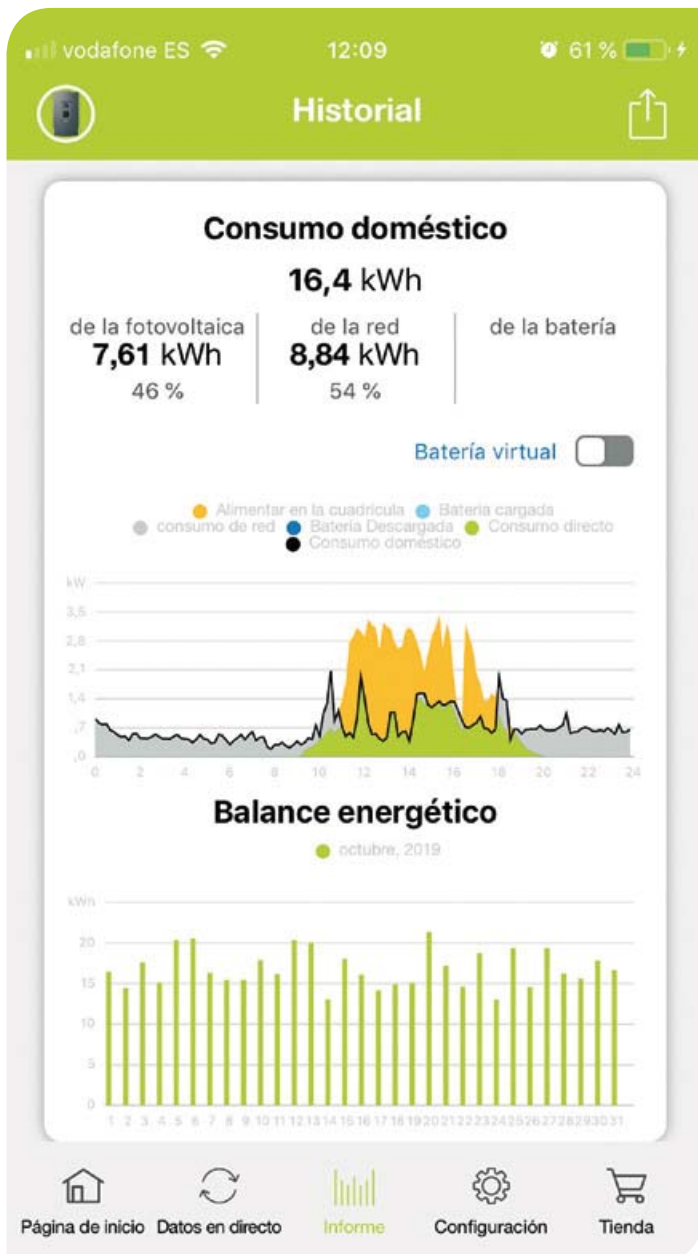 vodafone ES 12:09 61 %
Historial
Consumo doméstico
16,4 kWh
de la fotovoltaica de la red de la batería
7,61 kWh 8,84 kWh
46 % 54 %
Batería virtual
Alimentar en la cuadricula Bateria cargada
consumo de red Bateria Descargada Consumo directo
Consumo doméstico
kW
3,5
2,8
2,1
1,4
,7
,0
0 2 4 6 8 10 12 14 16 18 20 22 24
Balance energético
octubre, 2019
kWh
20
15
10
5
0
1 2 3 4 5 6 7 8 9 10 11 12 13 14 15 16 17 18 19 20 21 22 23 24 25 26 27 28 29 30 31
Página de inicio Datos en directo Informe Configuración Tienda